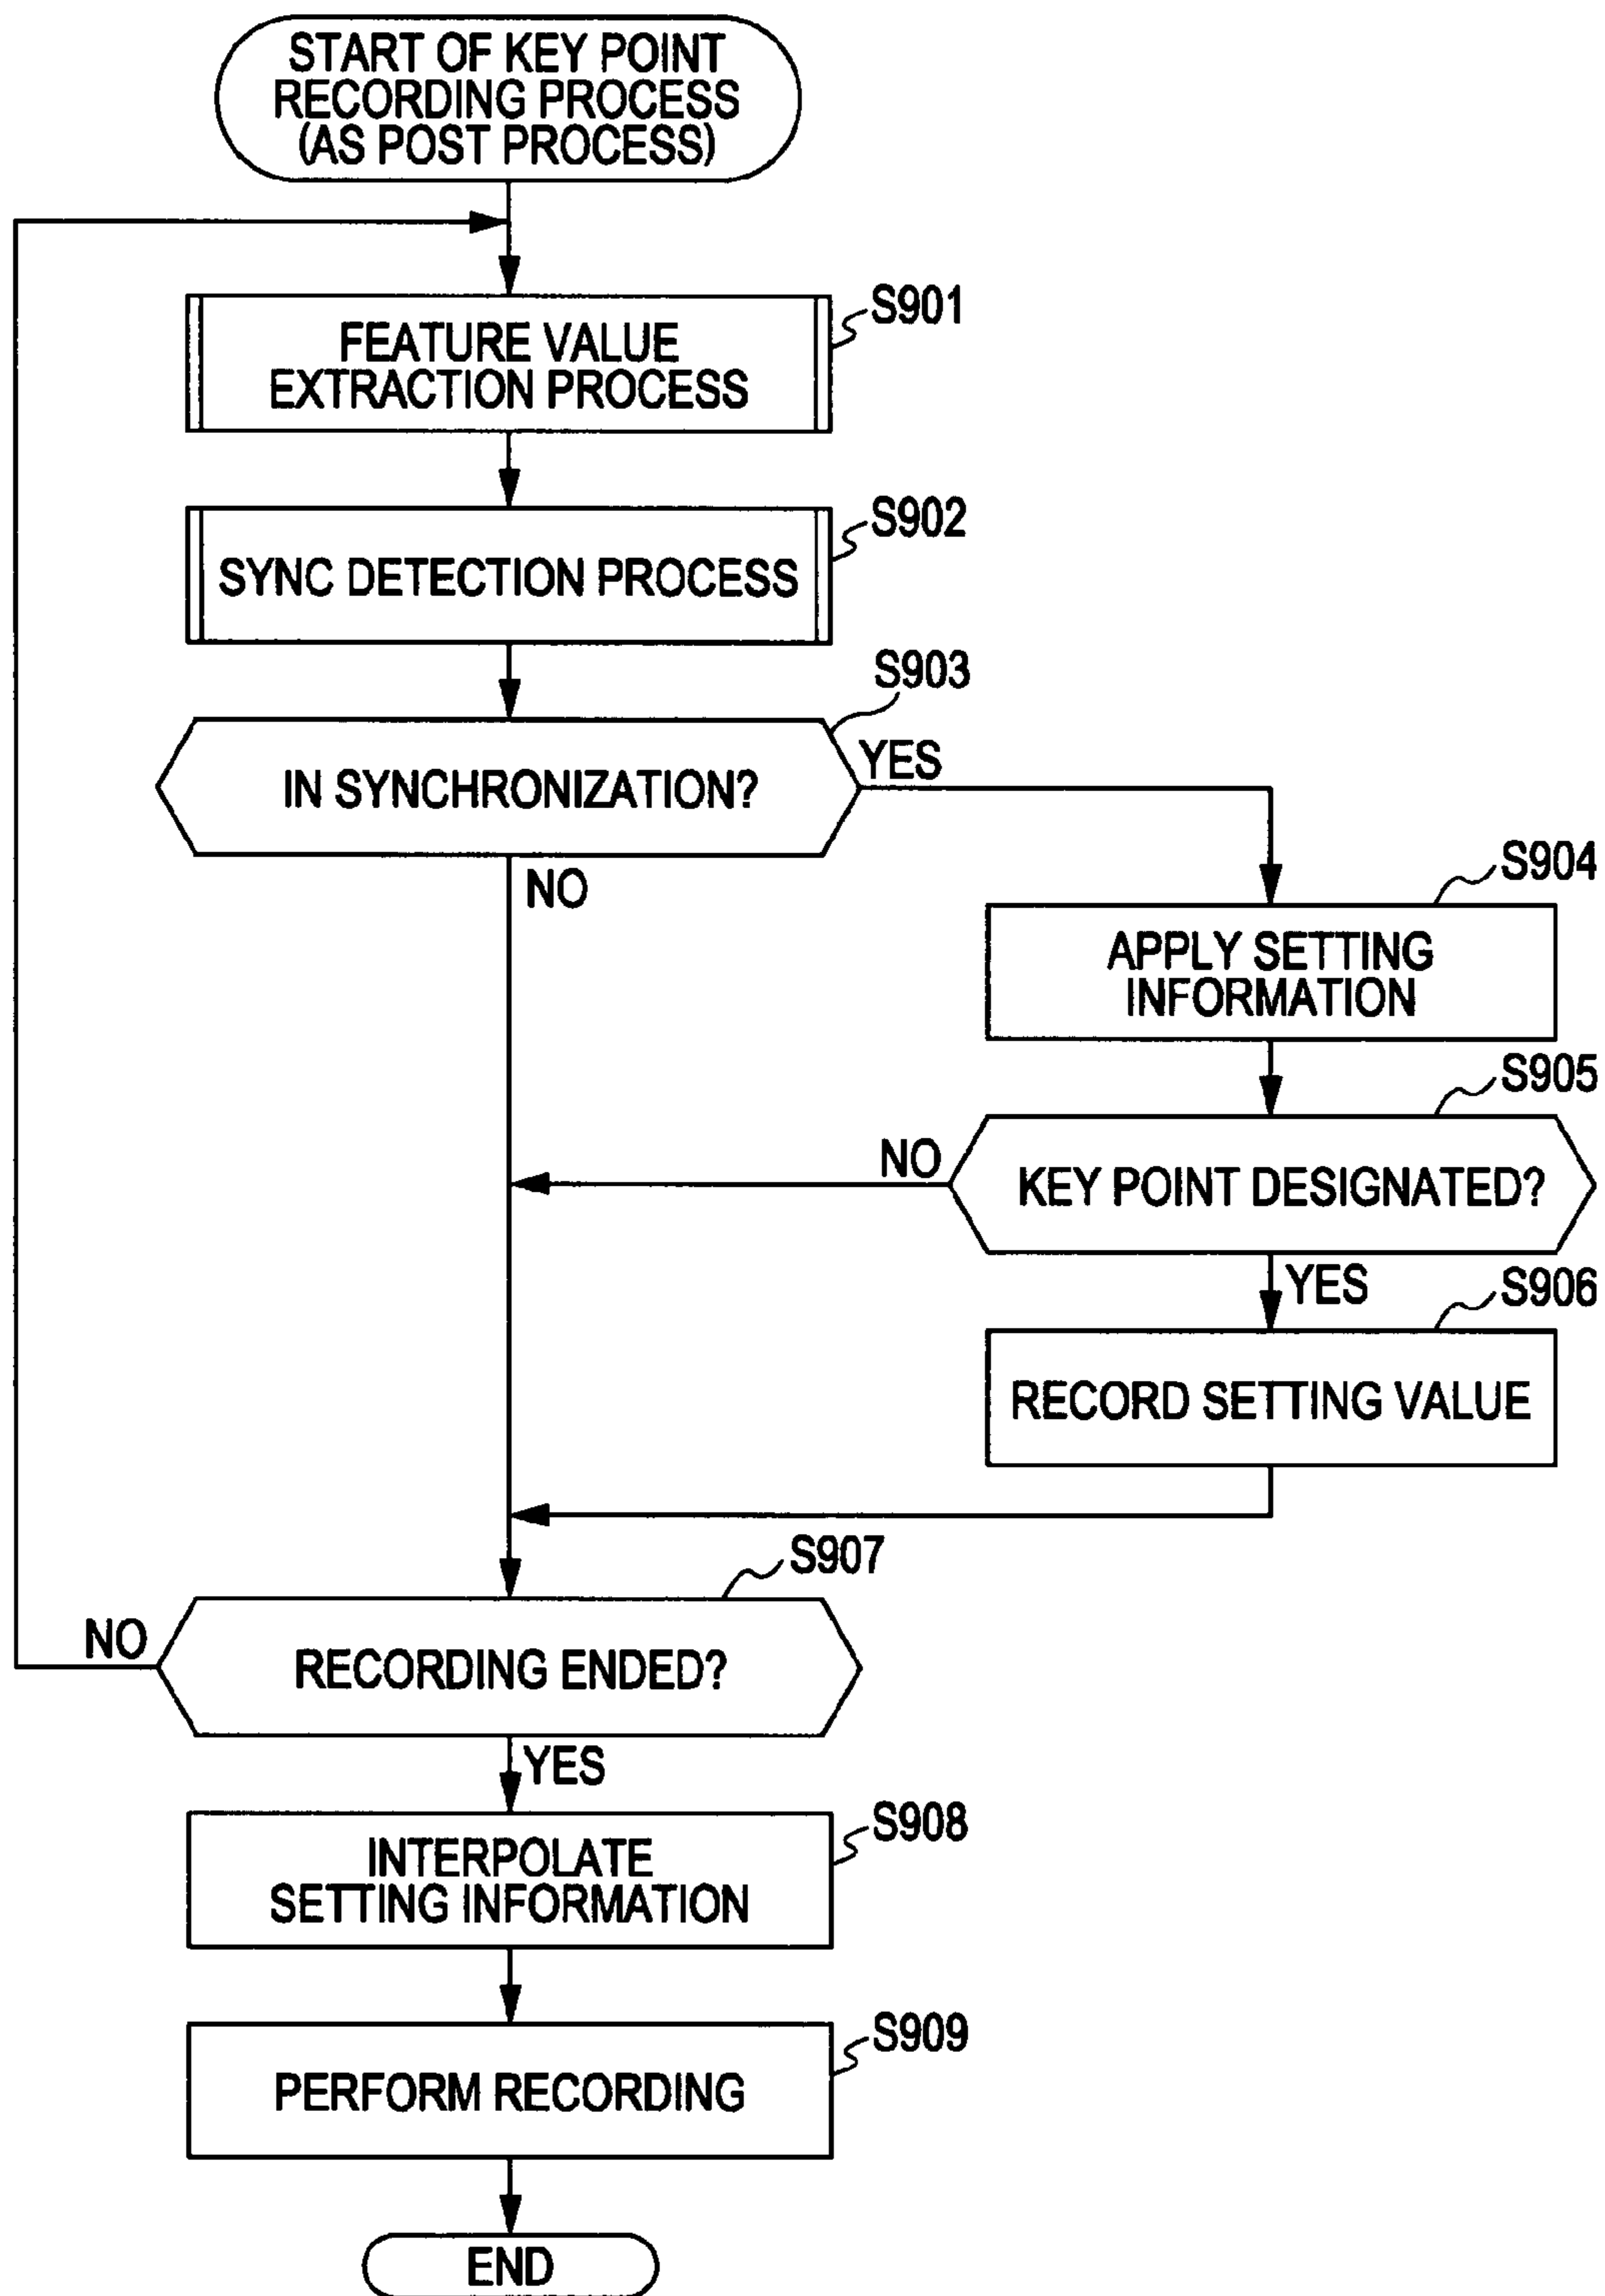 START OF KEY POINT
RECORDING PROCESS
(AS POST PROCESS)
S901
FEATURE VALUE
EXTRACTION PROCESS
S902
SYNC DETECTION PROCESS
S903
IN SYNCHRONIZATION?
YES
NO
S904
APPLY SETTING
INFORMATION
S905
NO
KEY POINT DESIGNATED?
YES
S906
RECORD SETTING VALUE
S907
NO
RECORDING ENDED?
YES
S908
INTERPOLATE
SETTING INFORMATION
S909
PERFORM RECORDING
END